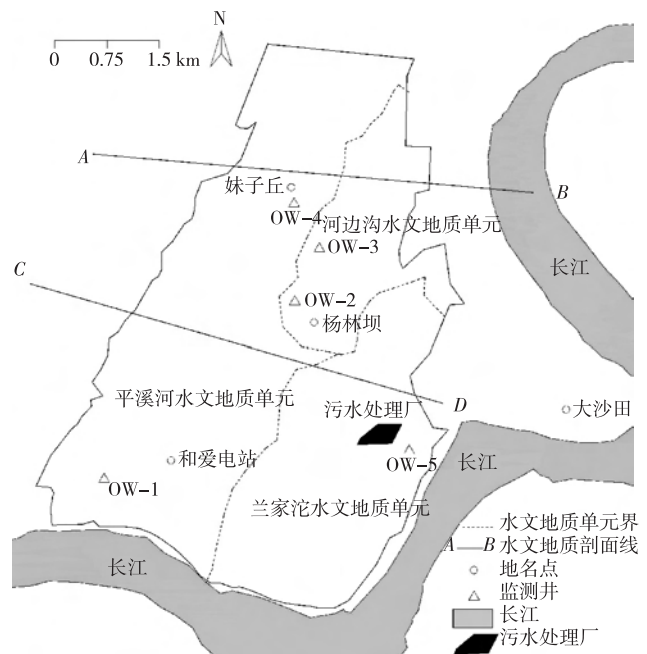 N
0 0.75 1.5 km
A
妹子丘
B
OW-4
河边沟水文地质单元
OW-3
长江
C
OW-2
杨林坝
平溪河水文地质单元
D
污水处理厂
大沙田
和爱电站
OW-5
长江
OW-1
兰家沱水文地质单元
长江
水文地质单元界
A B 水文地质剖面线
地名点
监测井
长江
污水处理厂